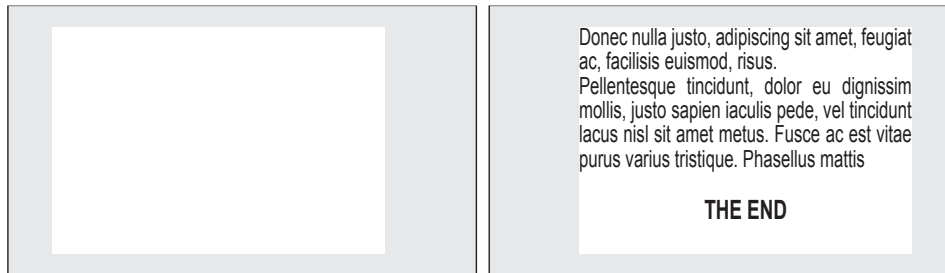 Donec nulla justo, adipiscing sit amet, feugiat
ac, facilisis euismod, risus.
Pellentesque tincidunt, dolor eu dignissim
mollis, justo sapien iaculis pede, vel tincidunt
lacus nisl sit amet metus. Fusce ac est vitae
purus varius tristique. Phasellus mattis
THE END